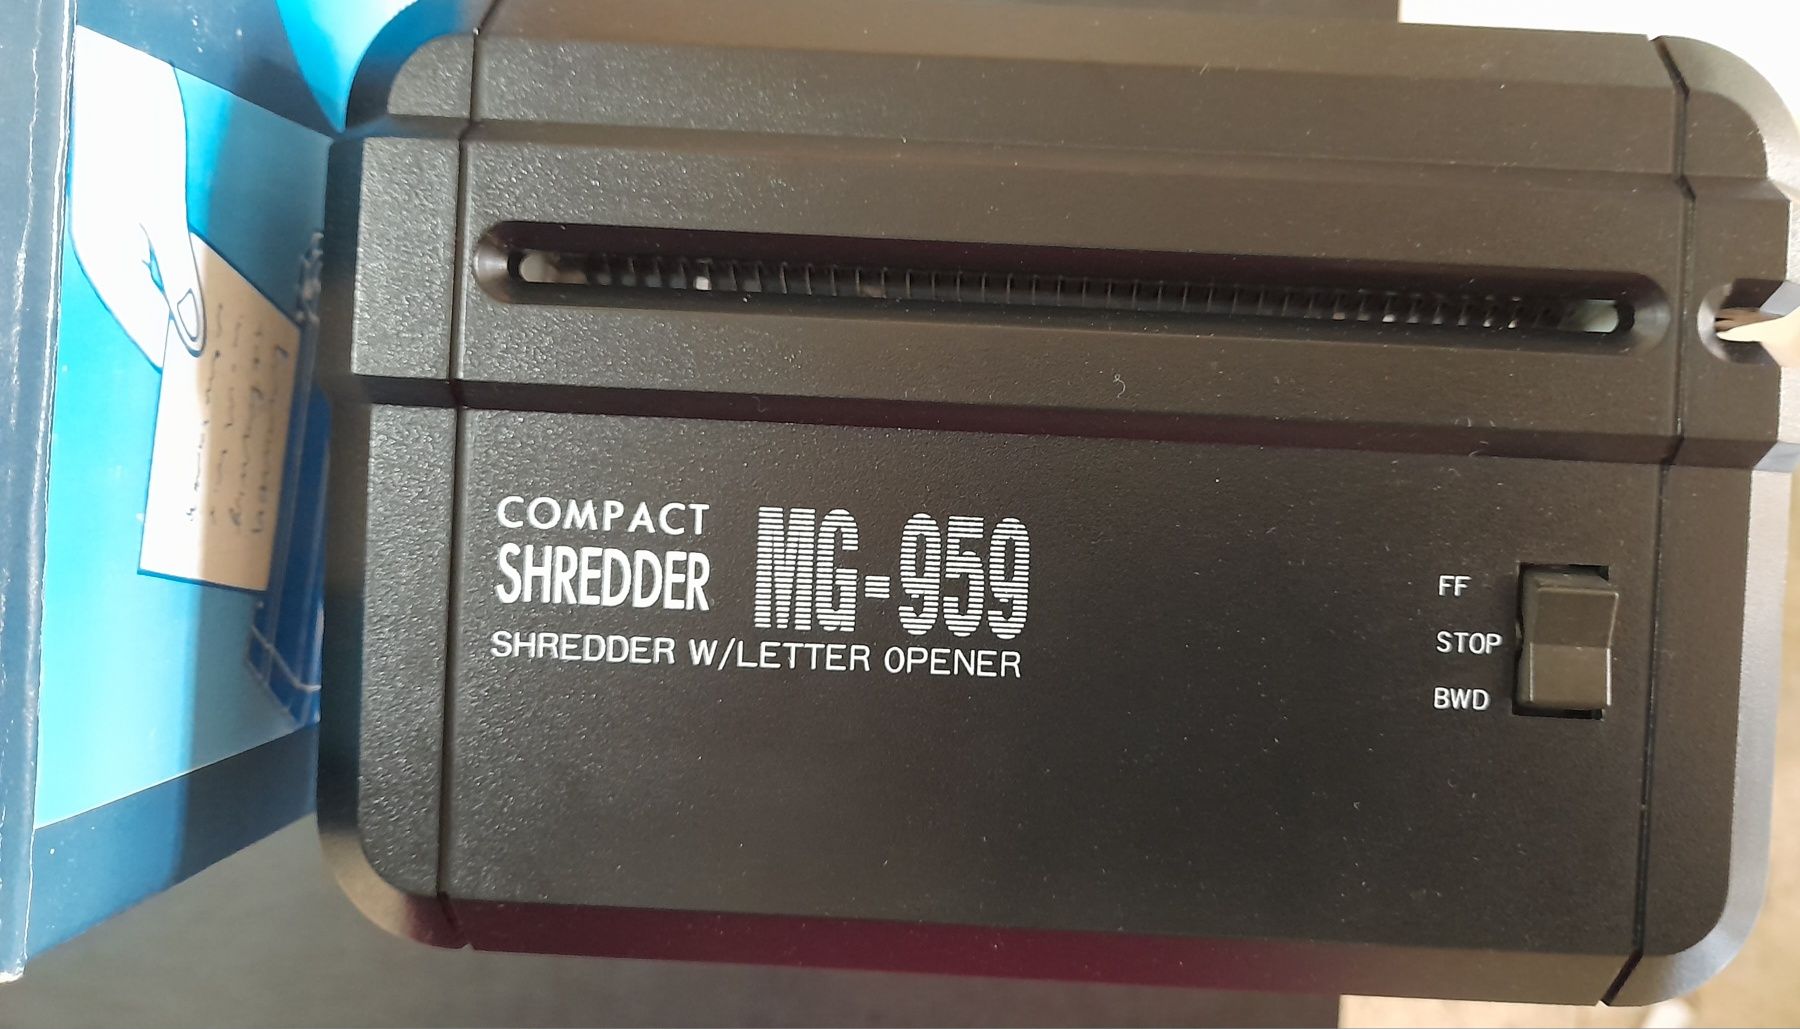 COMPACT
SHREDDER
MG-959
SHREDDER W/LETTER OPENER
FF
STOP
BWD